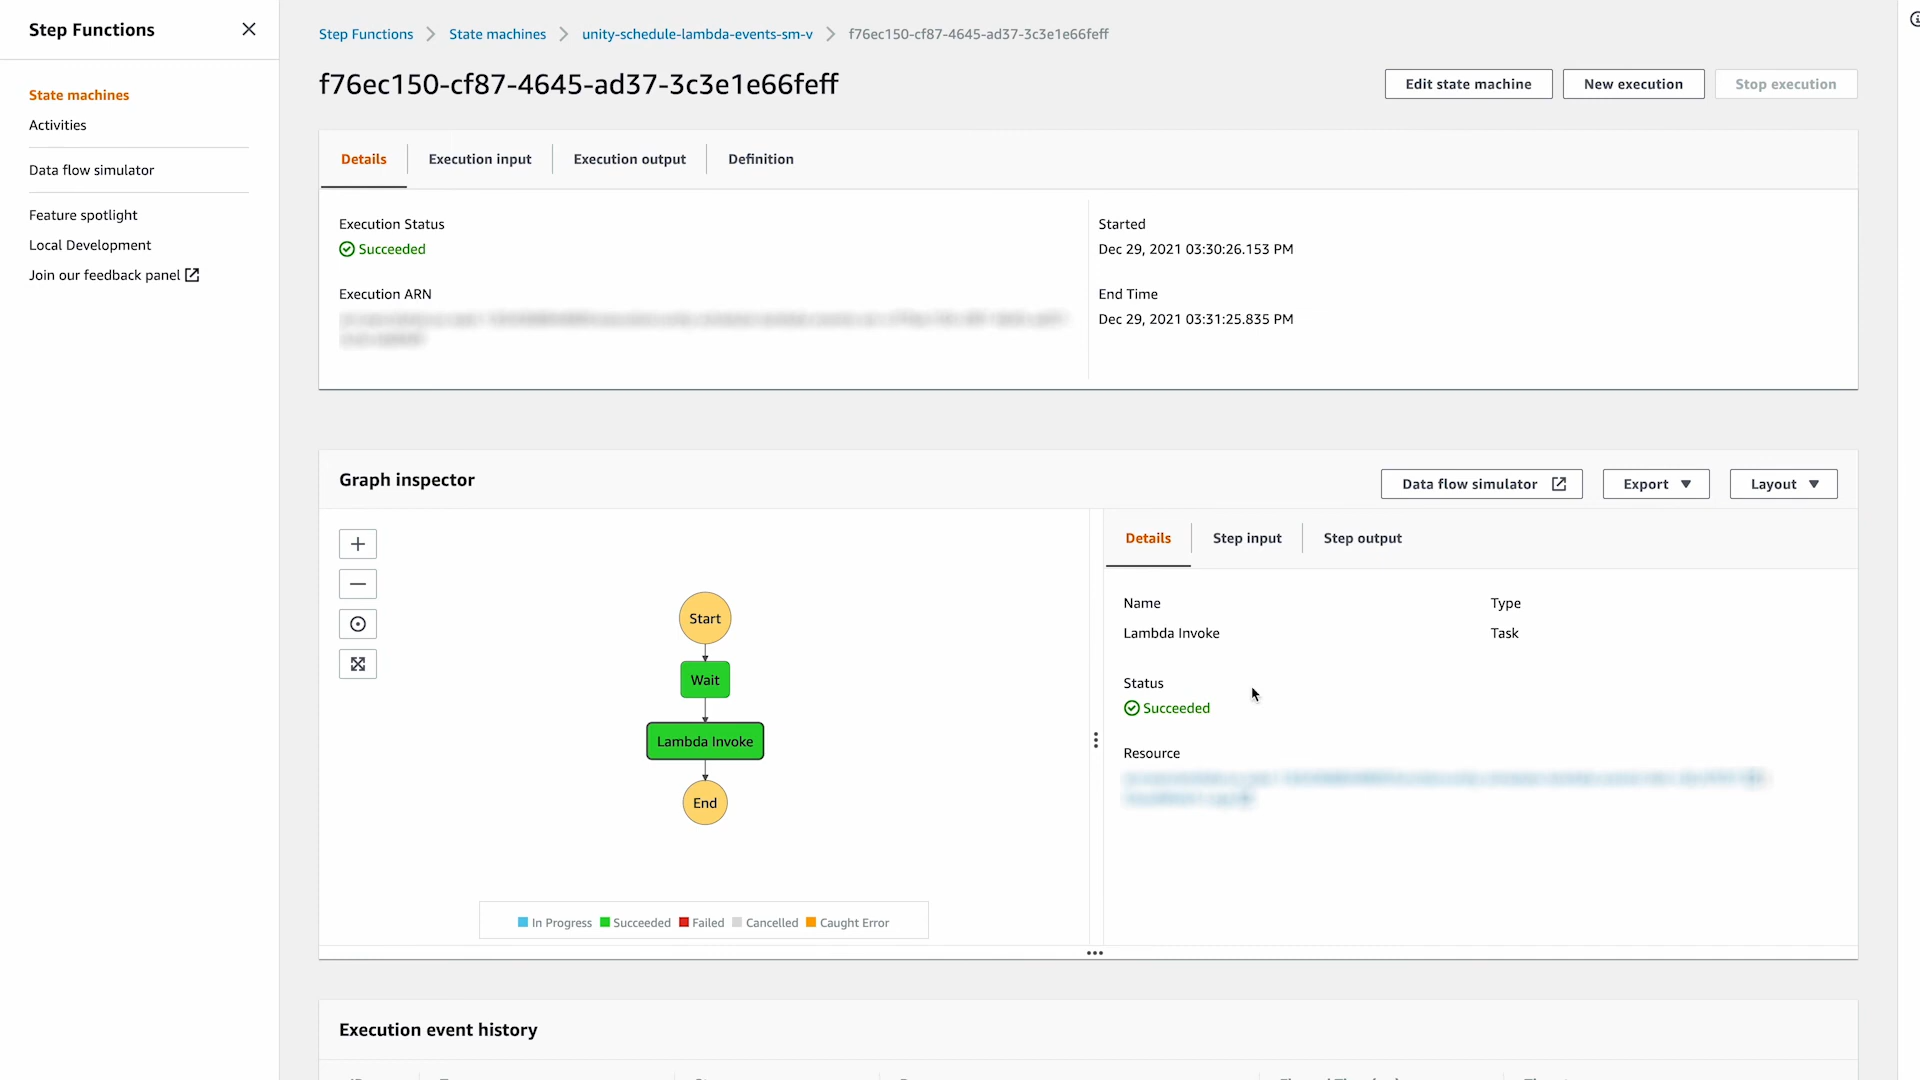 Step Functions
State machines
Activities
Data flow simulator
Feature spotlight
Local Development
Join our feedback panel
Step Functions
State machines
unity-schedule-lambda-events-sm-v
f76ec150-cf87-4645-ad37-3c3e1e66feff
f76ec150-cf87-4645-ad37-3c3e1e66feff
Edit state machine
New execution
Stop execution
Details
Execution input
Execution output
Definition
Execution Status
Succeeded
Execution ARN
Started
Dec 29, 2021 03:30:26.153 PM
End Time
Dec 29, 2021 03:31:25.835 PM
Graph inspector
Data flow simulator
Export
Layout
Start
Wait
Lambda Invoke
End
In Progress
Succeeded
Failed
Cancelled
Caught Error
Details
Step input
Step output
Name
Lambda Invoke
Type
Task
Status
Succeeded
Resource
Execution event history